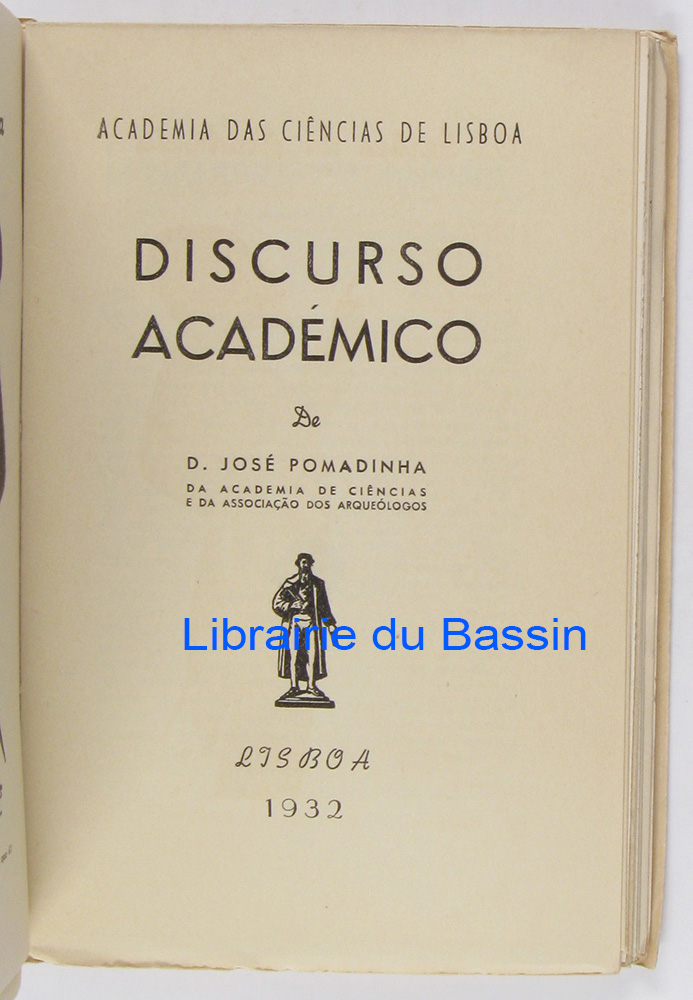 ACADEMIA DAS CIÊNCIAS DE LISBOA
DISCURSO
ACADÉMICO
De
D. JOSÉ POMADINHA
DA ACADEMIA DE CIÊNCIAS
E DA ASSOCIAÇÃO DOS ARQUEÓLOGOS
Librairie du Bassin
LISBOA
1932